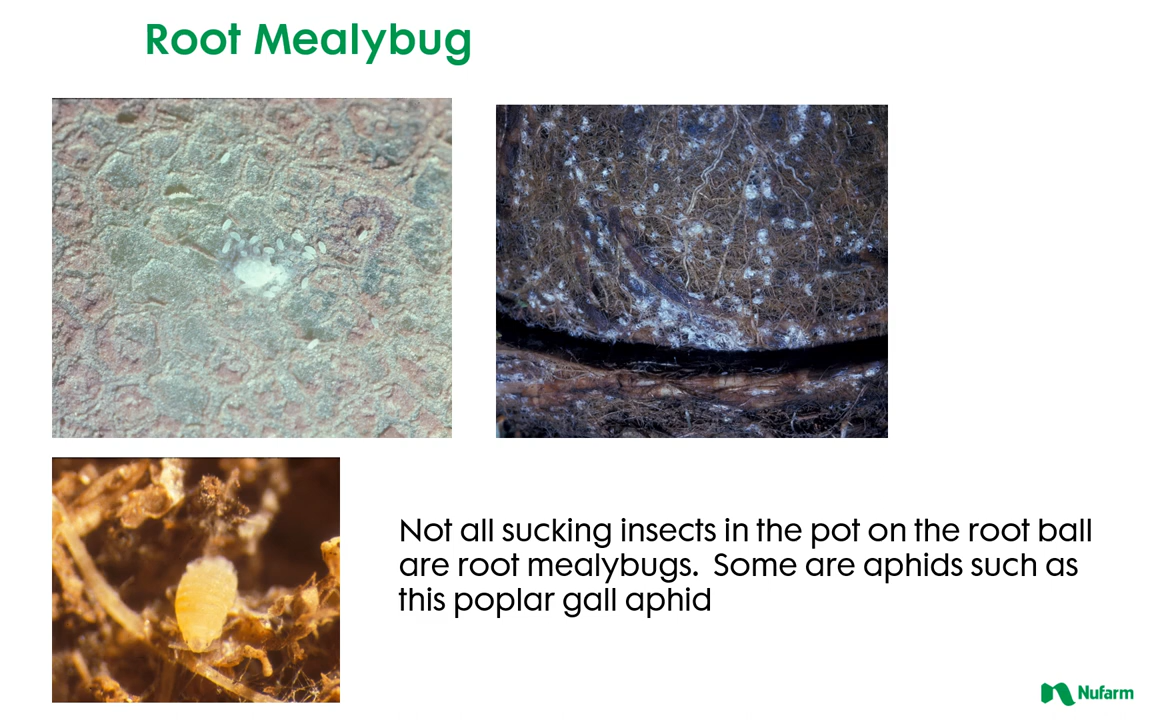 Root Mealybug
Not all sucking insects in the pot on the root ball
are root mealybugs.  Some are aphids such as
this poplar gall aphid
Nufarm